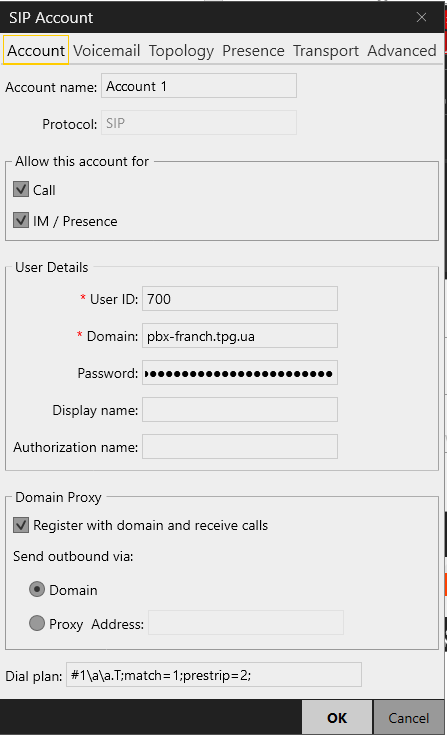 SIP Account
Account Voicemail Topology Presence Transport Advanced
Account name: Account 1
Protocol: SIP
Allow this account for
Call
IM / Presence
User Details
* User ID: 700
* Domain: pbx-franch.tpg.ua
Password: ●●●●●●●●●●●●●●●●●●●●●●●●
Display name:
Authorization name:
Domain Proxy
Register with domain and receive calls
Send outbound via:
Domain
Proxy Address:
Dial plan: #1\a\a.T;match=1;prestrip=2;
OK Cancel